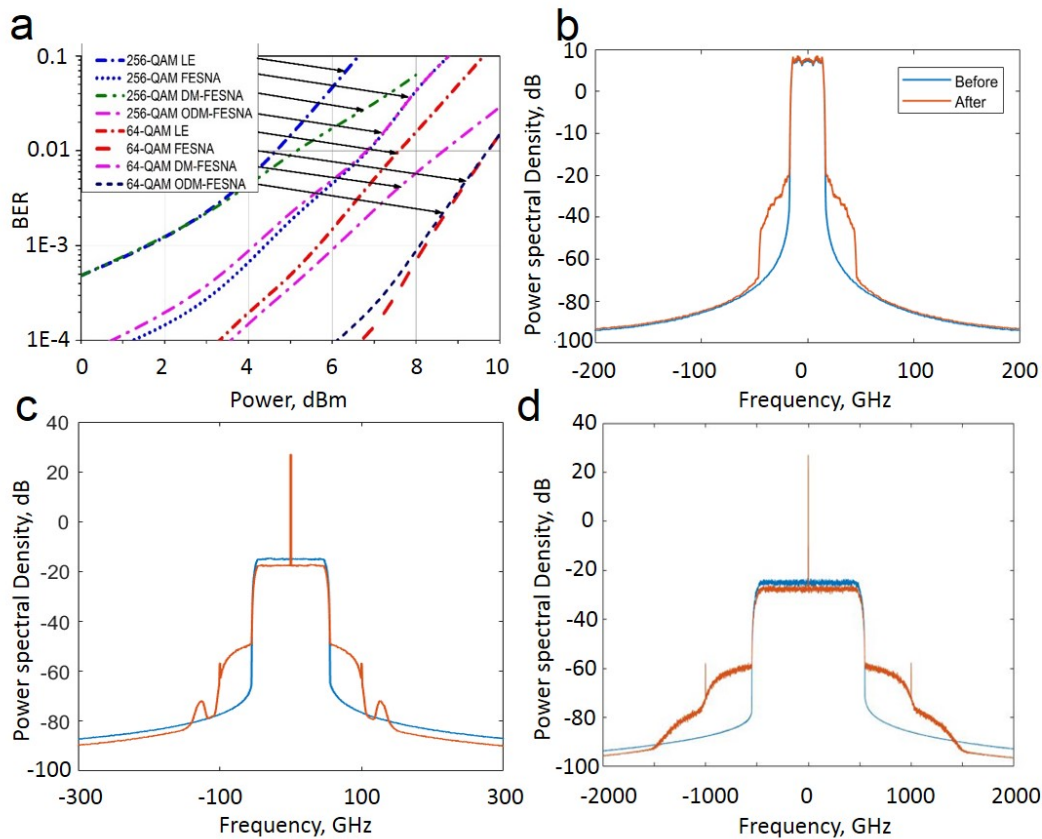 a
BER
0.1
0.01
1E-3
1E-4
256-QAM LE
256-QAM FESNA
256-QAM DM-FESNA
256-QAM ODM-FESNA
64-QAM LE
64-QAM FESNA
64-QAM DM-FESNA
64-QAM ODM-FESNA
0 2 4 6 8 10
Power, dBm
b
Power spectral Density, dB
10
0
-10
-20
-40
-60
-80
-100
Before
After
-200 -100 0 100 200
Frequency, GHz
c
Power spectral Density, dB
40
20
0
-20
-40
-60
-80
-100
-300 -100 100 300
Frequency, GHz
d
Power spectral Density, dB
40
20
0
-20
-40
-60
-80
-100
-2000 -1000 0 1000 2000
Frequency, GHz